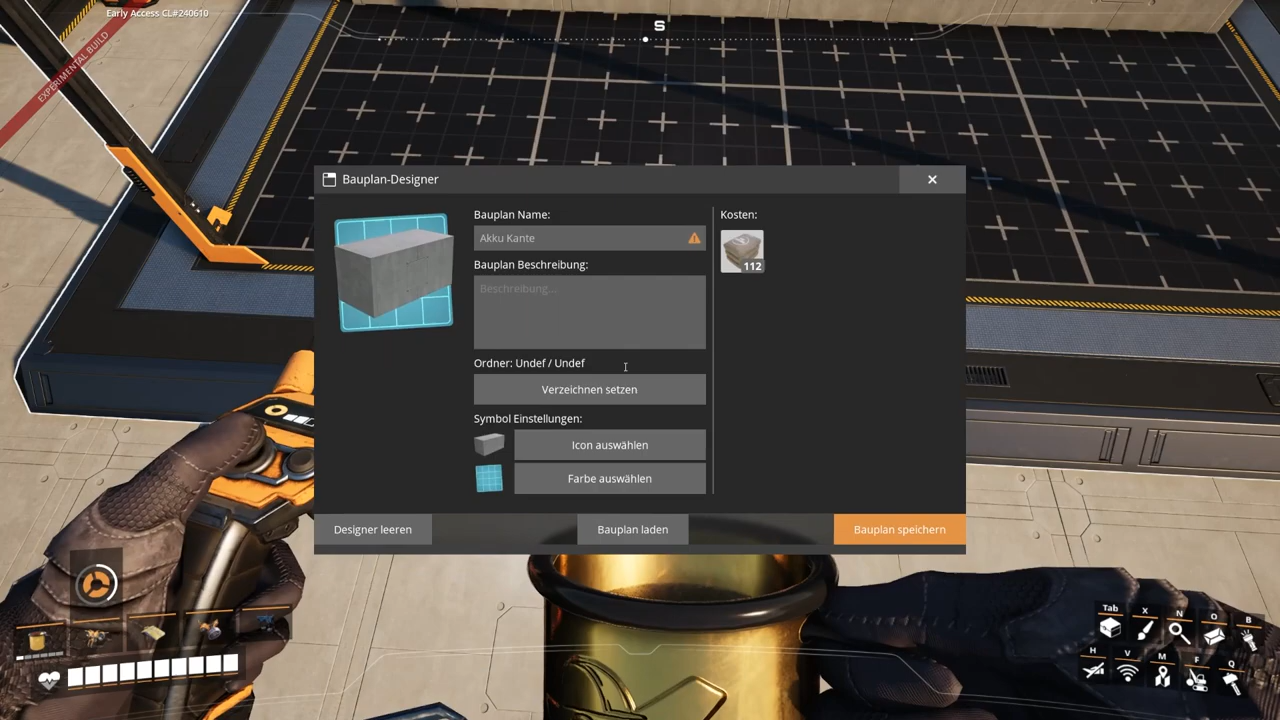 Early Access CL#240610
EXPERIMENTAL BUILD
S
Bauplan-Designer
Bauplan Name:
Akku Kante
Bauplan Beschreibung:
Beschreibung...
Ordner: Undef / Undef
Verzeichnen setzen
Symbol Einstellungen:
Icon auswählen
Farbe auswählen
Kosten:
112
Designer leeren
Bauplan laden
Bauplan speichern
Tab X N O B
H V M F Q